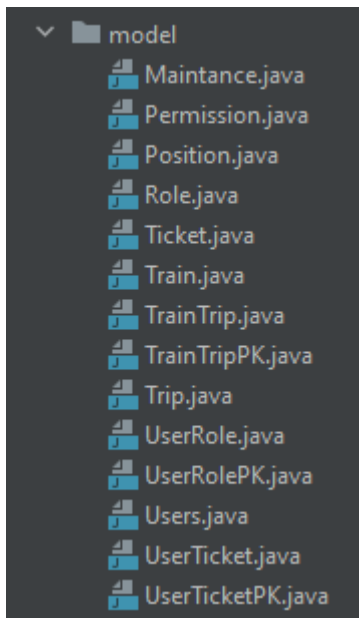 model
Maintance.java
Permission.java
Position.java
Role.java
Ticket.java
Train.java
TrainTrip.java
TrainTripPK.java
Trip.java
UserRole.java
UserRolePK.java
Users.java
UserTicket.java
UserTicketPK.java